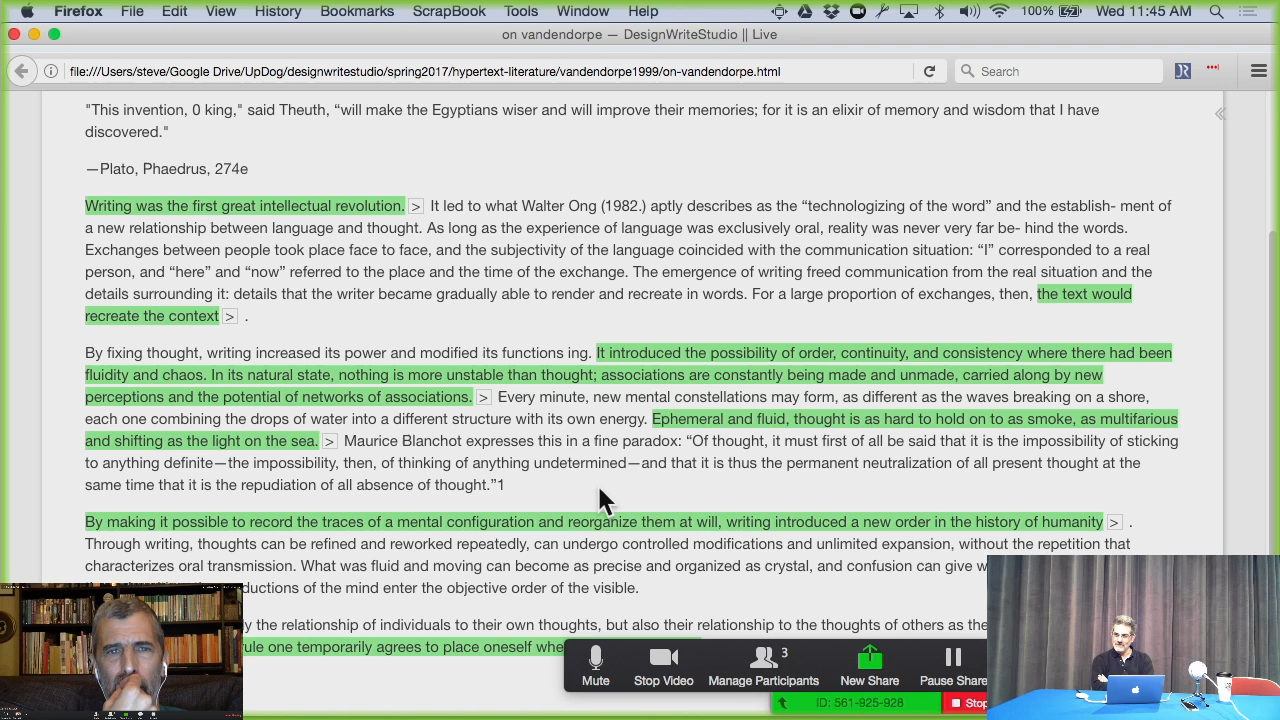 Firefox File Edit View History Bookmarks ScrapBook Tools Window Help 100% Wed 11:45 AM
on vandendorpe — DesignWriteStudio || Live
file:///Users/steve/Google Drive/UpDog/designwritestudio/spring2017/hypertext-literature/vandendorpe1999/on-vandendorpe.html Search
"This invention, 0 king," said Theuth, “will make the Egyptians wiser and will improve their memories; for it is an elixir of memory and wisdom that I have
discovered."
—Plato, Phaedrus, 274e
Writing was the first great intellectual revolution. > It led to what Walter Ong (1982.) aptly describes as the “technologizing of the word” and the establish- ment of
a new relationship between language and thought. As long as the experience of language was exclusively oral, reality was never very far be- hind the words.
Exchanges between people took place face to face, and the subjectivity of the language coincided with the communication situation: “I” corresponded to a real
person, and “here” and “now” referred to the place and the time of the exchange. The emergence of writing freed communication from the real situation and the
details surrounding it: details that the writer became gradually able to render and recreate in words. For a large proportion of exchanges, then, the text would
recreate the context > .
By fixing thought, writing increased its power and modified its functions ing. It introduced the possibility of order, continuity, and consistency where there had been
fluidity and chaos. In its natural state, nothing is more unstable than thought; associations are constantly being made and unmade, carried along by new
perceptions and the potential of networks of associations. > Every minute, new mental constellations may form, as different as the waves breaking on a shore,
each one combining the drops of water into a different structure with its own energy. Ephemeral and fluid, thought is as hard to hold on to as smoke, as multifarious
and shifting as the light on the sea. > Maurice Blanchot expresses this in a fine paradox: “Of thought, it must first of all be said that it is the impossibility of sticking
to anything definite—the impossibility, then, of thinking of anything undetermined—and that it is thus the permanent neutralization of all present thought at the
same time that it is the repudiation of all absence of thought.”1
By making it possible to record the traces of a mental configuration and reorganize them at will, writing introduced a new order in the history of humanity > .
Through writing, thoughts can be refined and reworked repeatedly, can undergo controlled modifications and unlimited expansion, without the repetition that
characterizes oral transmission. What was fluid and moving can become as precise and organized as crystal, and confusion can give
ductions of the mind enter the objective order of the visible.
the relationship of individuals to their own thoughts, but also their relationship to the thoughts of others as
rule one temporarily agrees to place oneself
Mute Stop Video Manage Participants 3 New Share Pause Share
ID: 561-925-928 Stop